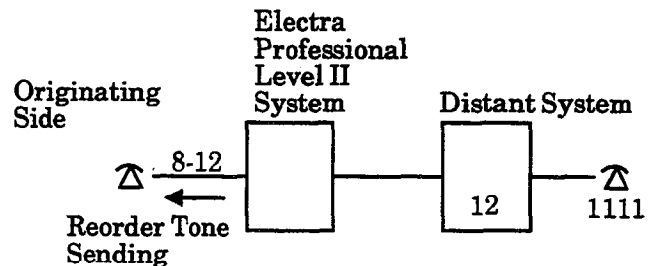 Electra
Professional
Level II
System
Originating
Side
Distant System
8-12
12
1111
Reorder Tone
Sending